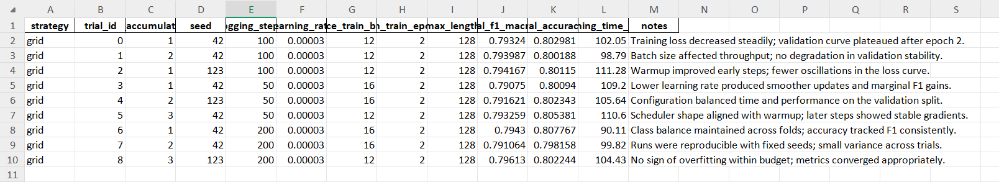 A B C D E F G H I J K L M N O P Q R S
1 strategy trial_id accumulat seed ogging_step earning_rat ce_train_b n_train_ep max_length al_f1_macr al_accurac ning_time_ notes
2 grid 0 1 42 100 0.00003 12 2 128 0.79324 0.802981 102.05 Training loss decreased steadily; validation curve plateaued after epoch 2.
3 grid 1 2 42 100 0.00003 12 2 128 0.793987 0.800188 98.79 Batch size affected throughput; no degradation in validation stability.
4 grid 2 1 123 100 0.00003 12 2 128 0.794167 0.80115 111.28 Warmup improved early steps; fewer oscillations in the loss curve.
5 grid 3 1 42 50 0.00003 16 2 128 0.79075 0.80094 109.2 Lower learning rate produced smoother updates and marginal F1 gains.
6 grid 4 2 123 50 0.00003 16 2 128 0.791621 0.802343 105.64 Configuration balanced time and performance on the validation split.
7 grid 5 3 42 50 0.00003 12 2 128 0.793259 0.805381 110.6 Scheduler shape aligned with warmup; later steps showed stable gradients.
8 grid 6 1 42 200 0.00003 16 2 128 0.7943 0.807767 90.11 Class balance maintained across folds; accuracy tracked F1 consistently.
9 grid 7 2 42 200 0.00003 16 2 128 0.791064 0.798158 99.82 Runs were reproducible with fixed seeds; small variance across trials.
10 grid 8 3 123 200 0.00003 12 2 128 0.79613 0.802244 104.43 No sign of overfitting within budget; metrics converged appropriately.
11